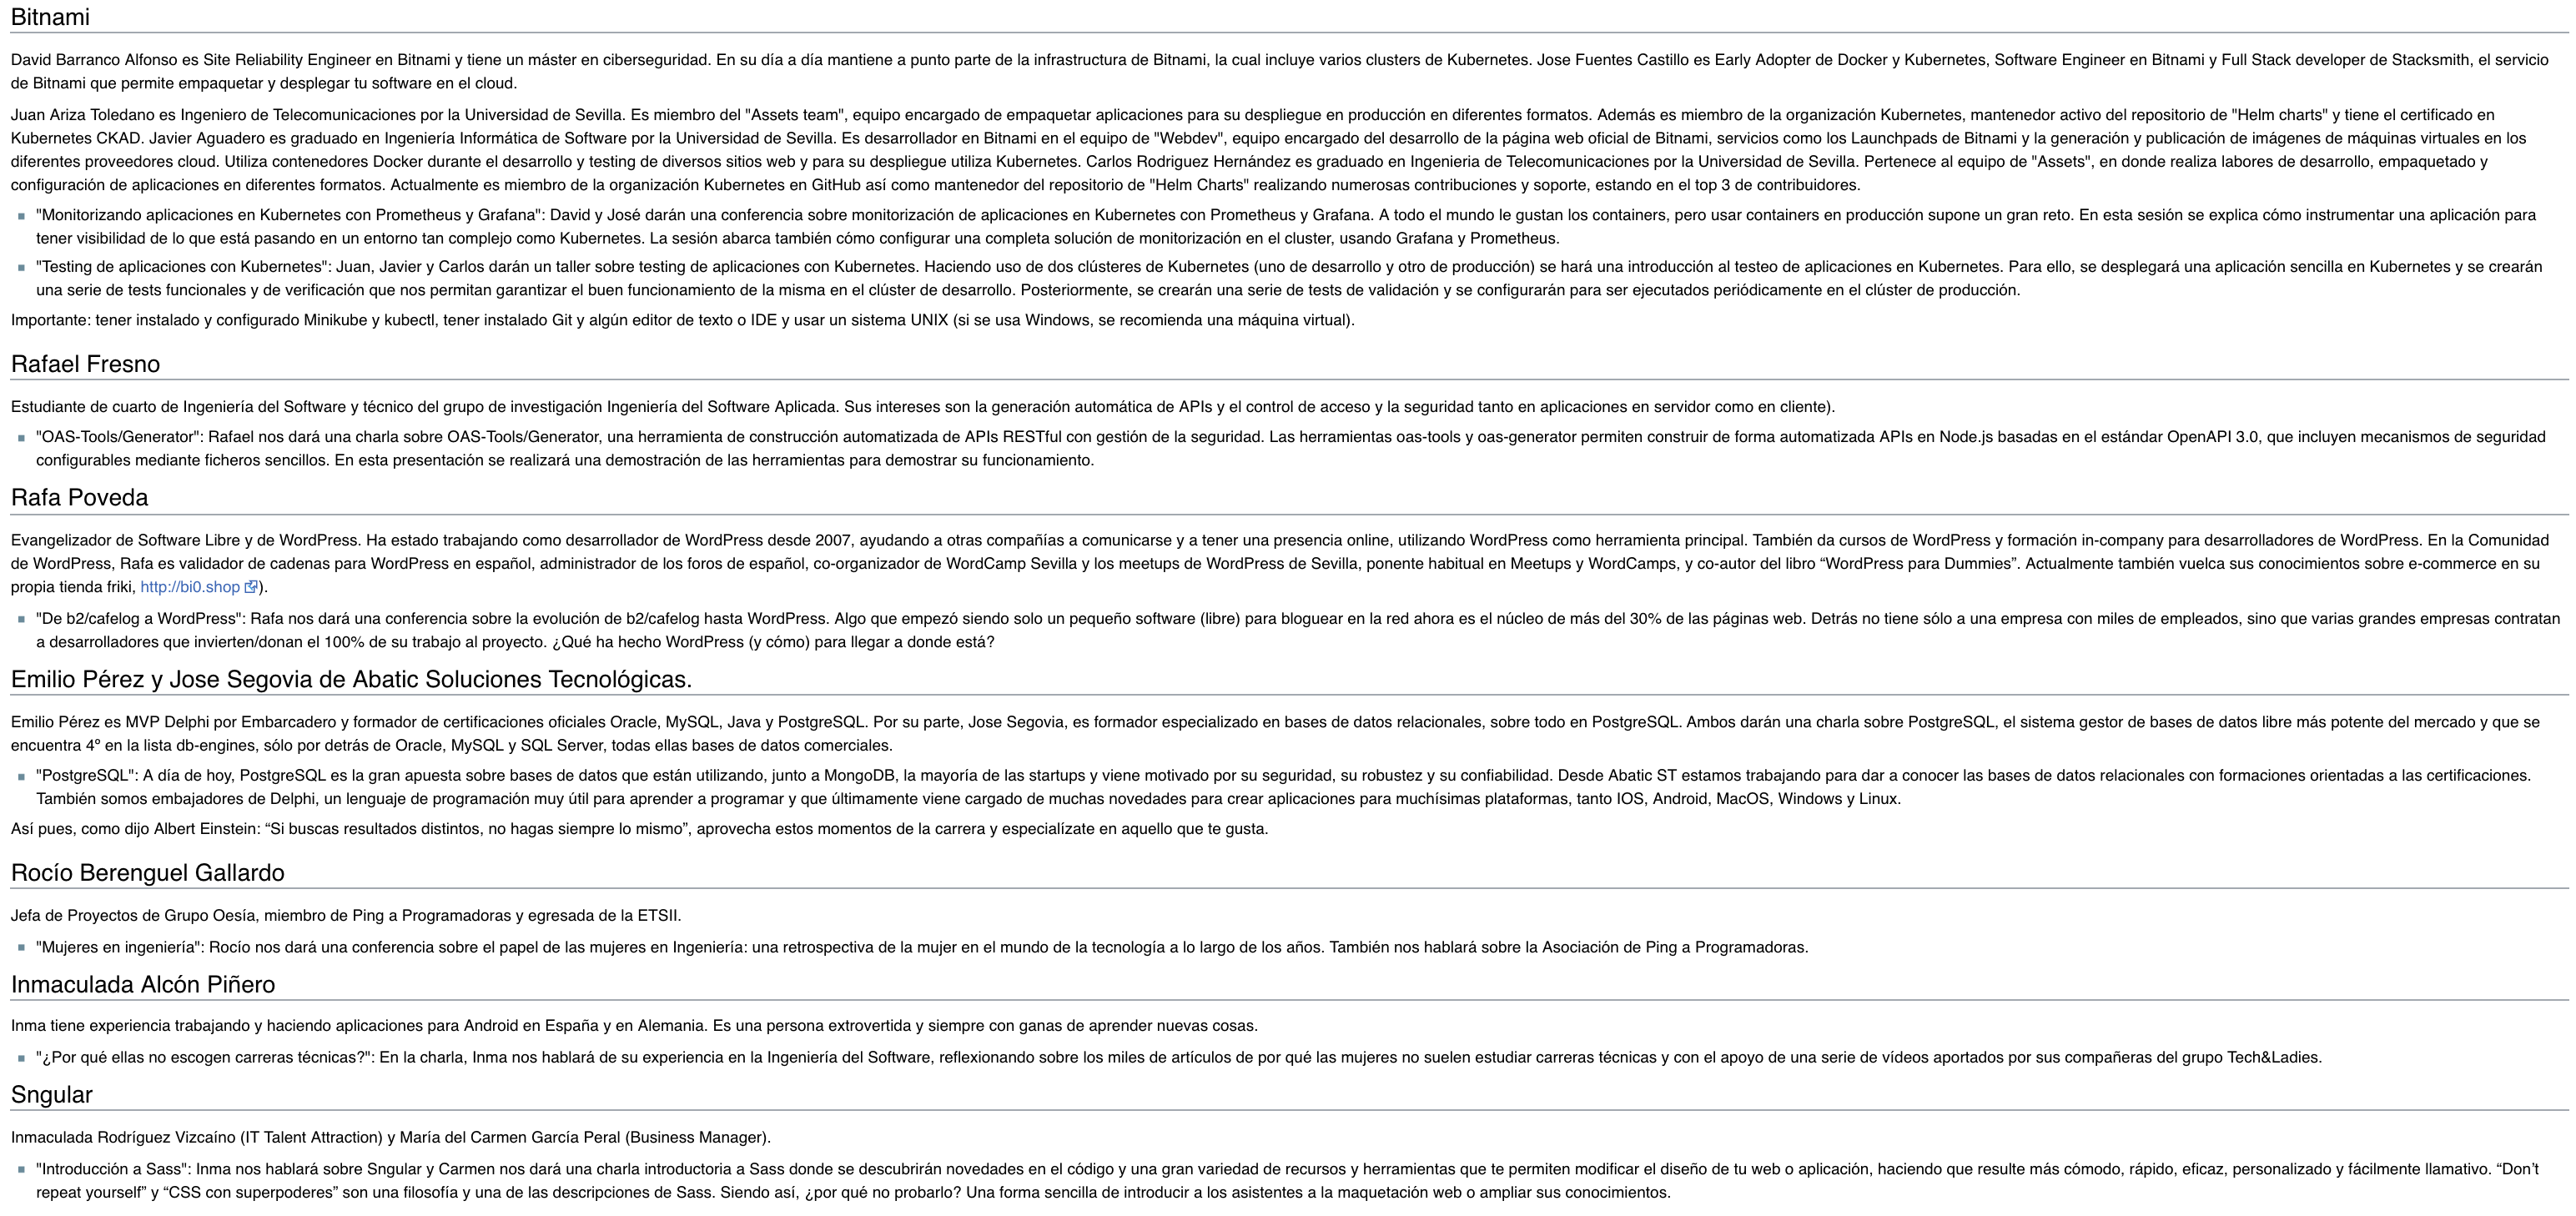 Bitnami
David Barranco Alfonso es Site Reliability Engineer en Bitnami y tiene un máster en ciberseguridad. En su día a día mantiene a punto parte de la infrastructura de Bitnami, la cual incluye varios clusters de Kubernetes. Jose Fuentes Castillo es Early Adopter de Docker y Kubernetes, Software Engineer en Bitnami y Full Stack developer de Stacksmith, el servicio
de Bitnami que permite empaquetar y desplegar tu software en el cloud.
Juan Ariza Toledano es Ingeniero de Telecomunicaciones por la Universidad de Sevilla. Es miembro del "Assets team", equipo encargado de empaquetar aplicaciones para su despliegue en producción en diferentes formatos. Además es miembro de la organización Kubernetes, mantenedor activo del repositorio de "Helm charts" y tiene el certificado en
Kubernetes CKAD. Javier Aguadero es graduado en Ingeniería Informática de Software por la Universidad de Sevilla. Es desarrollador en Bitnami en el equipo de "Webdev", equipo encargado del desarrollo de la página web oficial de Bitnami, servicios como los Launchpads de Bitnami y la generación y publicación de imágenes de máquinas virtuales en los
diferentes proveedores cloud. Utiliza contenedores Docker durante el desarrollo y testing de diversos sitios web y para su despliegue utiliza Kubernetes. Carlos Rodriguez Hernández es graduado en Ingenieria de Telecomunicaciones por la Universidad de Sevilla. Pertenece al equipo de "Assets", en donde realiza labores de desarrollo, empaquetado y
configuración de aplicaciones en diferentes formatos. Actualmente es miembro de la organización Kubernetes en GitHub así como mantenedor del repositorio de "Helm Charts" realizando numerosas contribuciones y soporte, estando en el top 3 de contribuidores.
"Monitorizando aplicaciones en Kubernetes con Prometheus y Grafana": David y José darán una conferencia sobre monitorización de aplicaciones en Kubernetes con Prometheus y Grafana. A todo el mundo le gustan los containers, pero usar containers en producción supone un gran reto. En esta sesión se explica cómo instrumentar una aplicación para
tener visibilidad de lo que está pasando en un entorno tan complejo como Kubernetes. La sesión abarca también cómo configurar una completa solución de monitorización en el cluster, usando Grafana y Prometheus.
"Testing de aplicaciones con Kubernetes": Juan, Javier y Carlos darán un taller sobre testing de aplicaciones con Kubernetes. Haciendo uso de dos clústeres de Kubernetes (uno de desarrollo y otro de producción) se hará una introducción al testeo de aplicaciones en Kubernetes. Para ello, se desplegará una aplicación sencilla en Kubernetes y se crearán
una serie de tests funcionales y de verificación que nos permitan garantizar el buen funcionamiento de la misma en el clúster de desarrollo. Posteriormente, se crearán una serie de tests de validación y se configurarán para ser ejecutados periódicamente en el clúster de producción.
Importante: tener instalado y configurado Minikube y kubectl, tener instalado Git y algún editor de texto o IDE y usar un sistema UNIX (si se usa Windows, se recomienda una máquina virtual).
Rafael Fresno
Estudiante de cuarto de Ingeniería del Software y técnico del grupo de investigación Ingeniería del Software Aplicada. Sus intereses son la generación automática de APIs y el control de acceso y la seguridad tanto en aplicaciones en servidor como en cliente).
"OAS-Tools/Generator": Rafael nos dará una charla sobre OAS-Tools/Generator, una herramienta de construcción automatizada de APIs RESTful con gestión de la seguridad. Las herramientas oas-tools y oas-generator permiten construir de forma automatizada APIs en Node.js basadas en el estándar OpenAPI 3.0, que incluyen mecanismos de seguridad
configurables mediante ficheros sencillos. En esta presentación se realizará una demostración de las herramientas para demostrar su funcionamiento.
Rafa Poveda
Evangelizador de Software Libre y de WordPress. Ha estado trabajando como desarrollador de WordPress desde 2007, ayudando a otras compañías a comunicarse y a tener una presencia online, utilizando WordPress como herramienta principal. También da cursos de WordPress y formación in-company para desarrolladores de WordPress. En la Comunidad
de WordPress, Rafa es validador de cadenas para WordPress en español, administrador de los foros de español, co-organizador de WordCamp Sevilla y los meetups de WordPress de Sevilla, ponente habitual en Meetups y WordCamps, y co-autor del libro “WordPress para Dummies”. Actualmente también vuelca sus conocimientos sobre e-commerce en su
propia tienda friki, http://bi0.shop).
"De b2/cafelog a WordPress": Rafa nos dará una conferencia sobre la evolución de b2/cafelog hasta WordPress. Algo que empezó siendo solo un pequeño software (libre) para bloguear en la red ahora es el núcleo de más del 30% de las páginas web. Detrás no tiene sólo a una empresa con miles de empleados, sino que varias grandes empresas contratan
a desarrolladores que invierten/donan el 100% de su trabajo al proyecto. ¿Qué ha hecho WordPress (y cómo) para llegar a donde está?
Emilio Pérez y Jose Segovia de Abatic Soluciones Tecnológicas.
Emilio Pérez es MVP Delphi por Embarcadero y formador de certificaciones oficiales Oracle, MySQL, Java y PostgreSQL. Por su parte, Jose Segovia, es formador especializado en bases de datos relacionales, sobre todo en PostgreSQL. Ambos darán una charla sobre PostgreSQL, el sistema gestor de bases de datos libre más potente del mercado y que se
encuentra 4º en la lista db-engines, sólo por detrás de Oracle, MySQL y SQL Server, todas ellas bases de datos comerciales.
"PostgreSQL": A día de hoy, PostgreSQL es la gran apuesta sobre bases de datos que están utilizando, junto a MongoDB, la mayoría de las startups y viene motivado por su seguridad, su robustez y su confiabilidad. Desde Abatic ST estamos trabajando para dar a conocer las bases de datos relacionales con formaciones orientadas a las certificaciones.
También somos embajadores de Delphi, un lenguaje de programación muy útil para aprender a programar y que últimamente viene cargado de muchas novedades para crear aplicaciones para muchísimas plataformas, tanto IOS, Android, MacOS, Windows y Linux.
Así pues, como dijo Albert Einstein: “Si buscas resultados distintos, no hagas siempre lo mismo”, aprovecha estos momentos de la carrera y especialízate en aquello que te gusta.
Rocío Berenguel Gallardo
Jefa de Proyectos de Grupo Oesía, miembro de Ping a Programadoras y egresada de la ETSII.
"Mujeres en ingeniería": Rocío nos dará una conferencia sobre el papel de las mujeres en Ingeniería: una retrospectiva de la mujer en el mundo de la tecnología a lo largo de los años. También nos hablará sobre la Asociación de Ping a Programadoras.
Inmaculada Alcón Piñero
Inma tiene experiencia trabajando y haciendo aplicaciones para Android en España y en Alemania. Es una persona extrovertida y siempre con ganas de aprender nuevas cosas.
"¿Por qué ellas no escogen carreras técnicas?": En la charla, Inma nos hablará de su experiencia en la Ingeniería del Software, reflexionando sobre los miles de artículos de por qué las mujeres no suelen estudiar carreras técnicas y con el apoyo de una serie de vídeos aportados por sus compañeras del grupo Tech&Ladies.
Sngular
Inmaculada Rodríguez Vizcaíno (IT Talent Attraction) y María del Carmen García Peral (Business Manager).
"Introducción a Sass": Inma nos hablará sobre Sngular y Carmen nos dará una charla introductoria a Sass donde se descubrirán novedades en el código y una gran variedad de recursos y herramientas que te permiten modificar el diseño de tu web o aplicación, haciendo que resulte más cómodo, rápido, eficaz, personalizado y fácilmente llamativo. “Don’t
repeat yourself” y “CSS con superpoderes” son una filosofía y una de las descripciones de Sass. Siendo así, ¿por qué no probarlo? Una forma sencilla de introducir a los asistentes a la maquetación web o ampliar sus conocimientos.